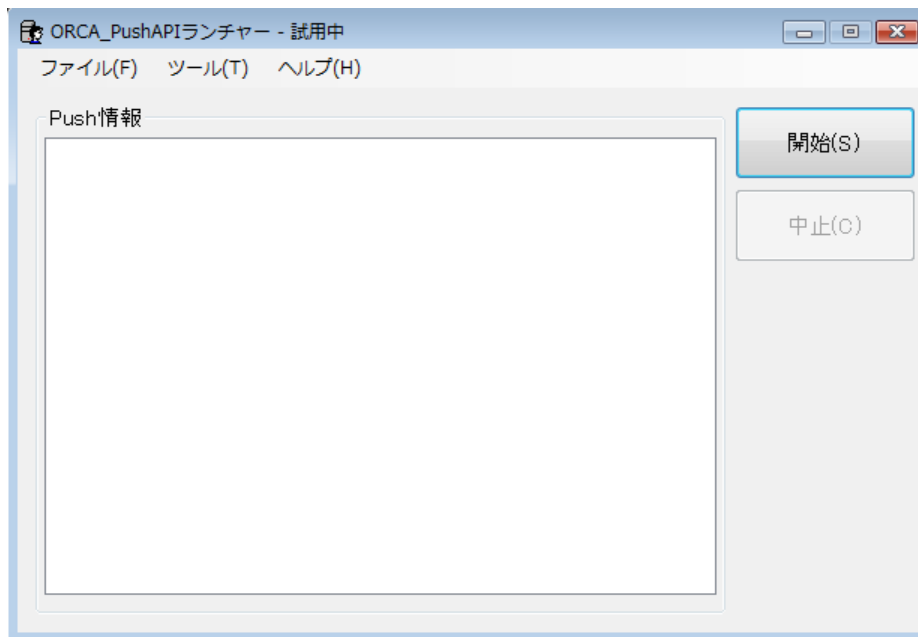 ORCA_PushAPIランチャー - 試用中
ファイル(F) ツール(T) ヘルプ(H)
Push情報
開始(S)
中止(C)